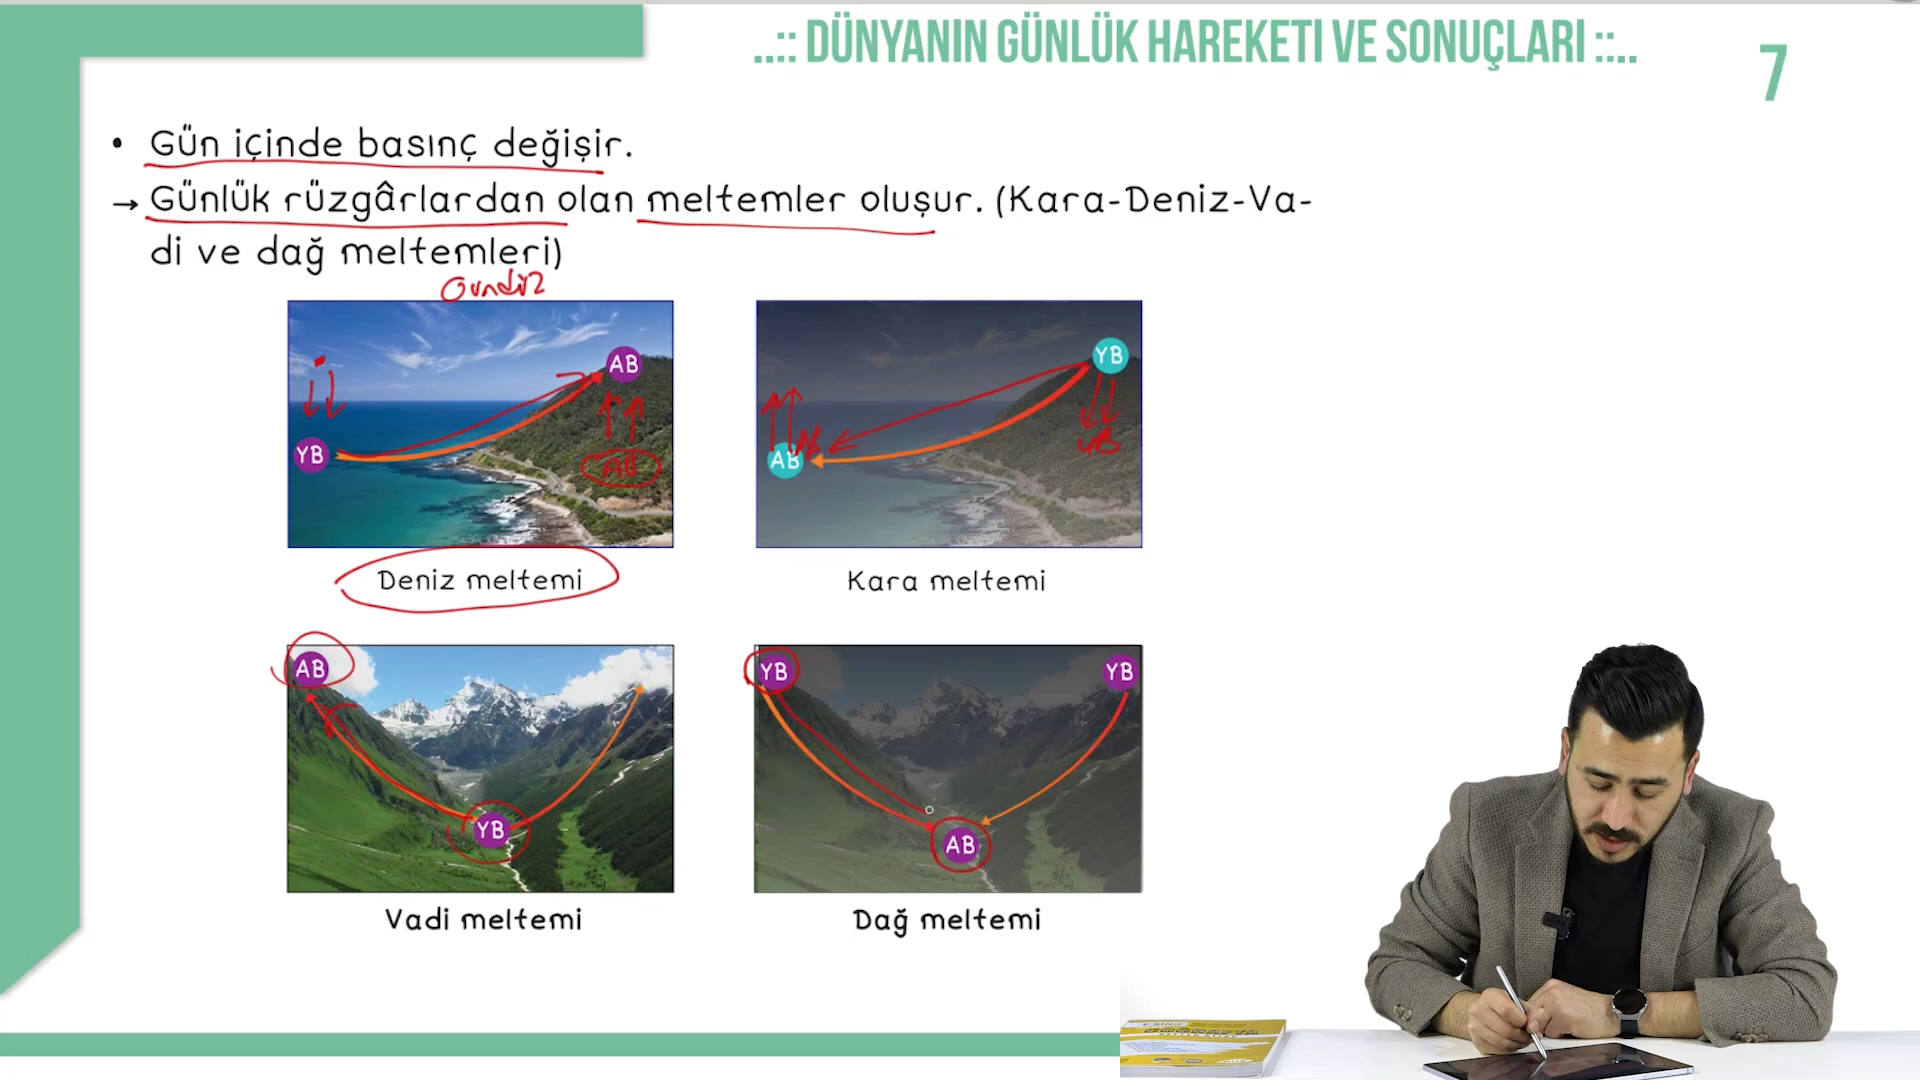 ..:: DÜNYANIN GÜNLÜK HAREKETİ VE SONUÇLARI ::..
7
• Gün içinde basınç değişir.
→ Günlük rüzgârlardan olan meltemler oluşur. (Kara-Deniz-Va-
di ve dağ meltemleri)
Gündüz
AB
YB
AB
YB
AB
AB
YB
Deniz meltemi
Kara meltemi
AB
YB
YB
YB
AB
Vadi meltemi
Dağ meltemi